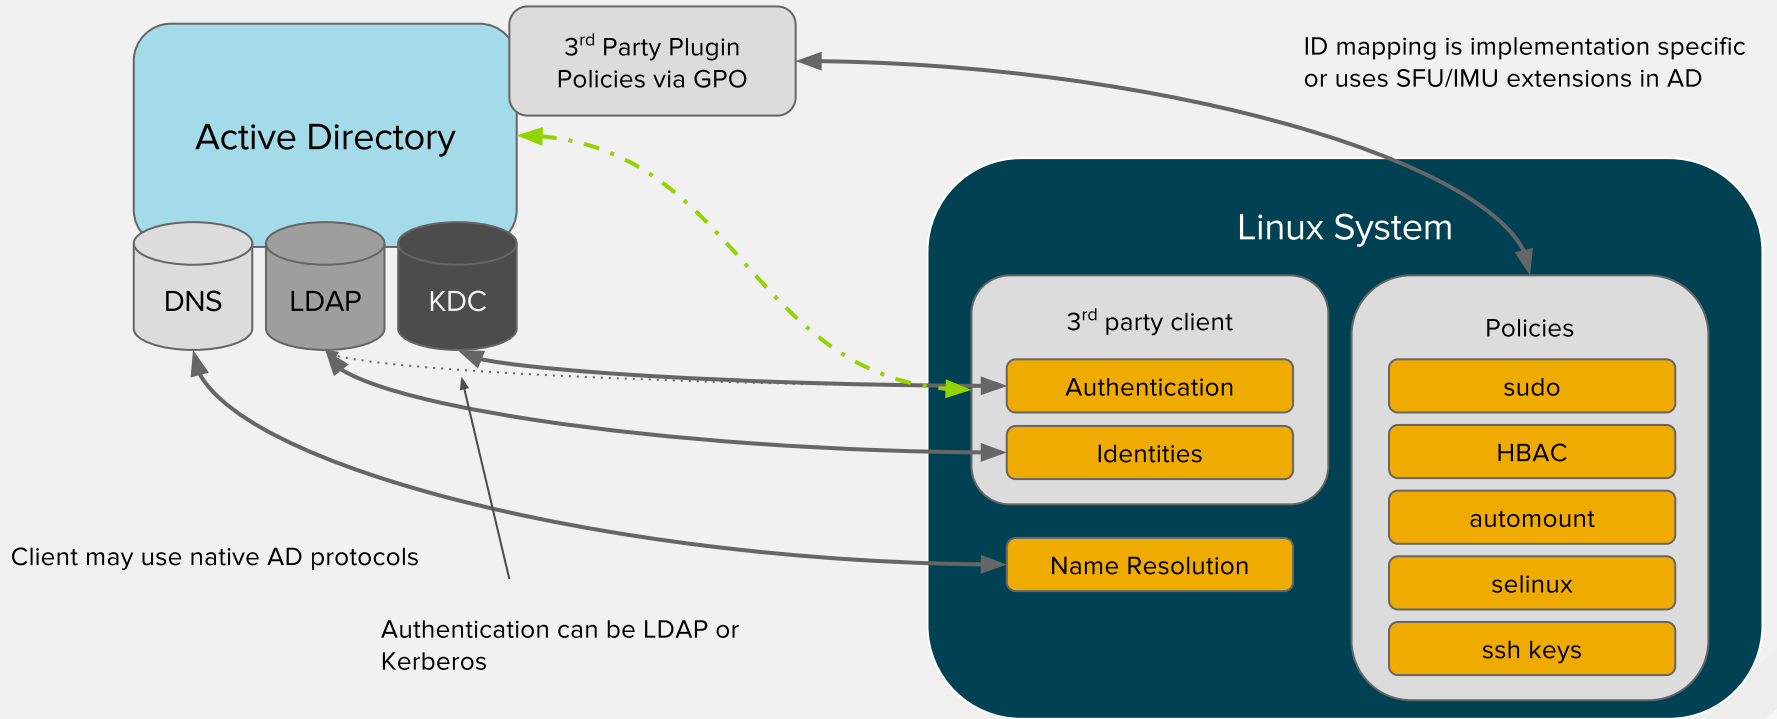 3rd Party Plugin
Policies via GPO
ID mapping is implementation specific
or uses SFU/IMU extensions in AD
Active Directory
Linux System
DNS
LDAP
KDC
3rd party client
Authentication
Identities
Name Resolution
Policies
sudo
HBAC
automount
selinux
ssh keys
Client may use native AD protocols
Authentication can be LDAP or
Kerberos